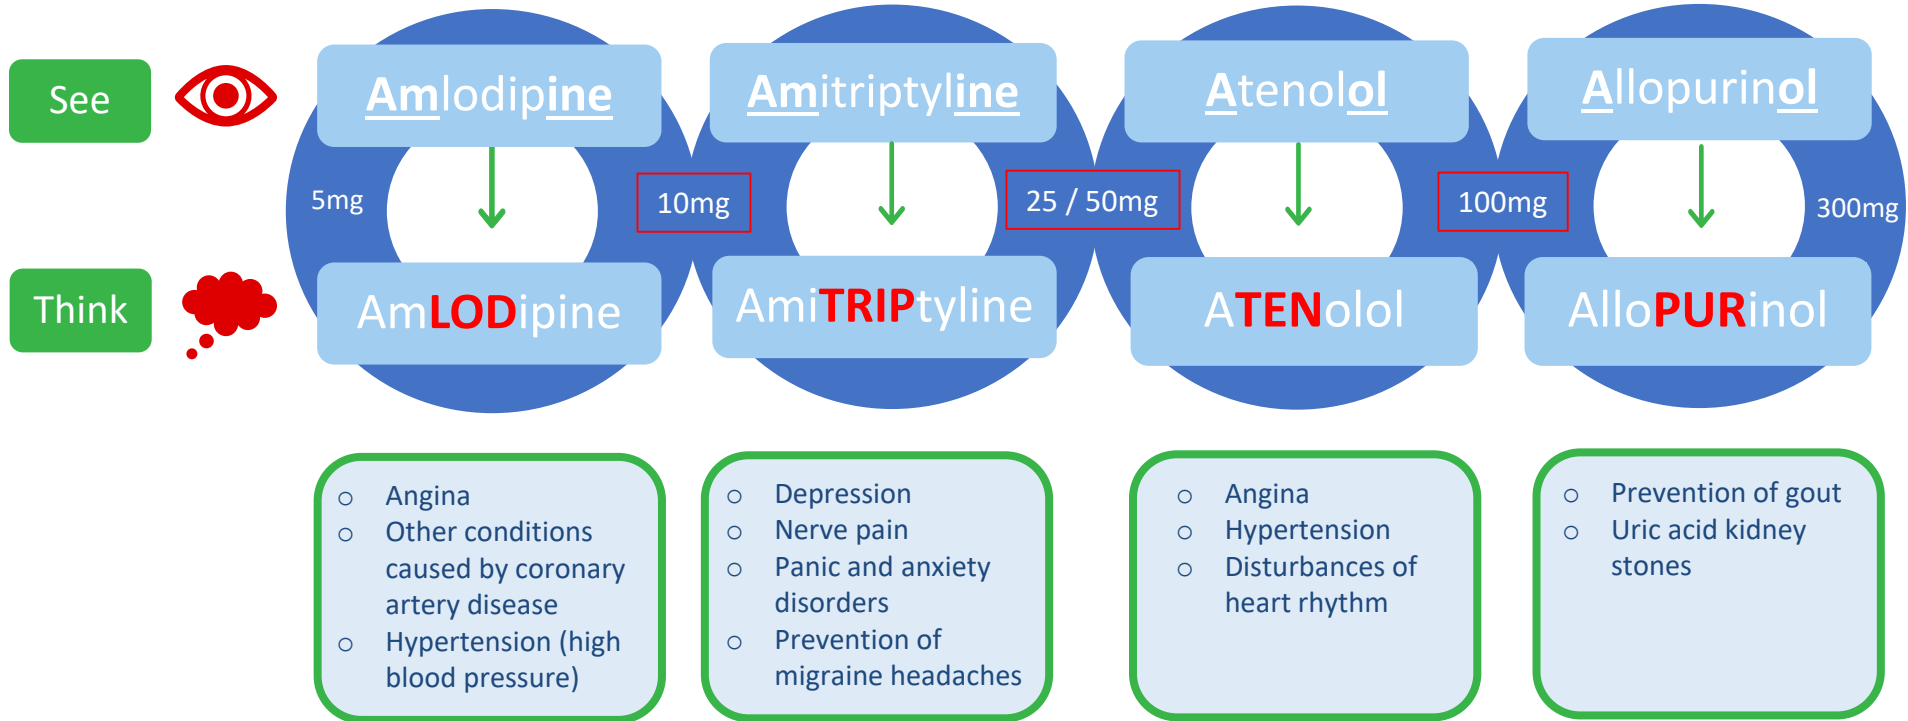 See
Amlodipine
Amitriptyline
Atenolol
Allopurinol
5mg
10mg
25 / 50mg
100mg
300mg
Think
AmLODipine
AmiTRIPtyline
ATENolol
AlloPURinol
o Angina
o Other conditions
caused by coronary
artery disease
o Hypertension (high
blood pressure)
o Depression
o Nerve pain
o Panic and anxiety
disorders
o Prevention of
migraine headaches
o Angina
o Hypertension
o Disturbances of
heart rhythm
o Prevention of gout
o Uric acid kidney
stones